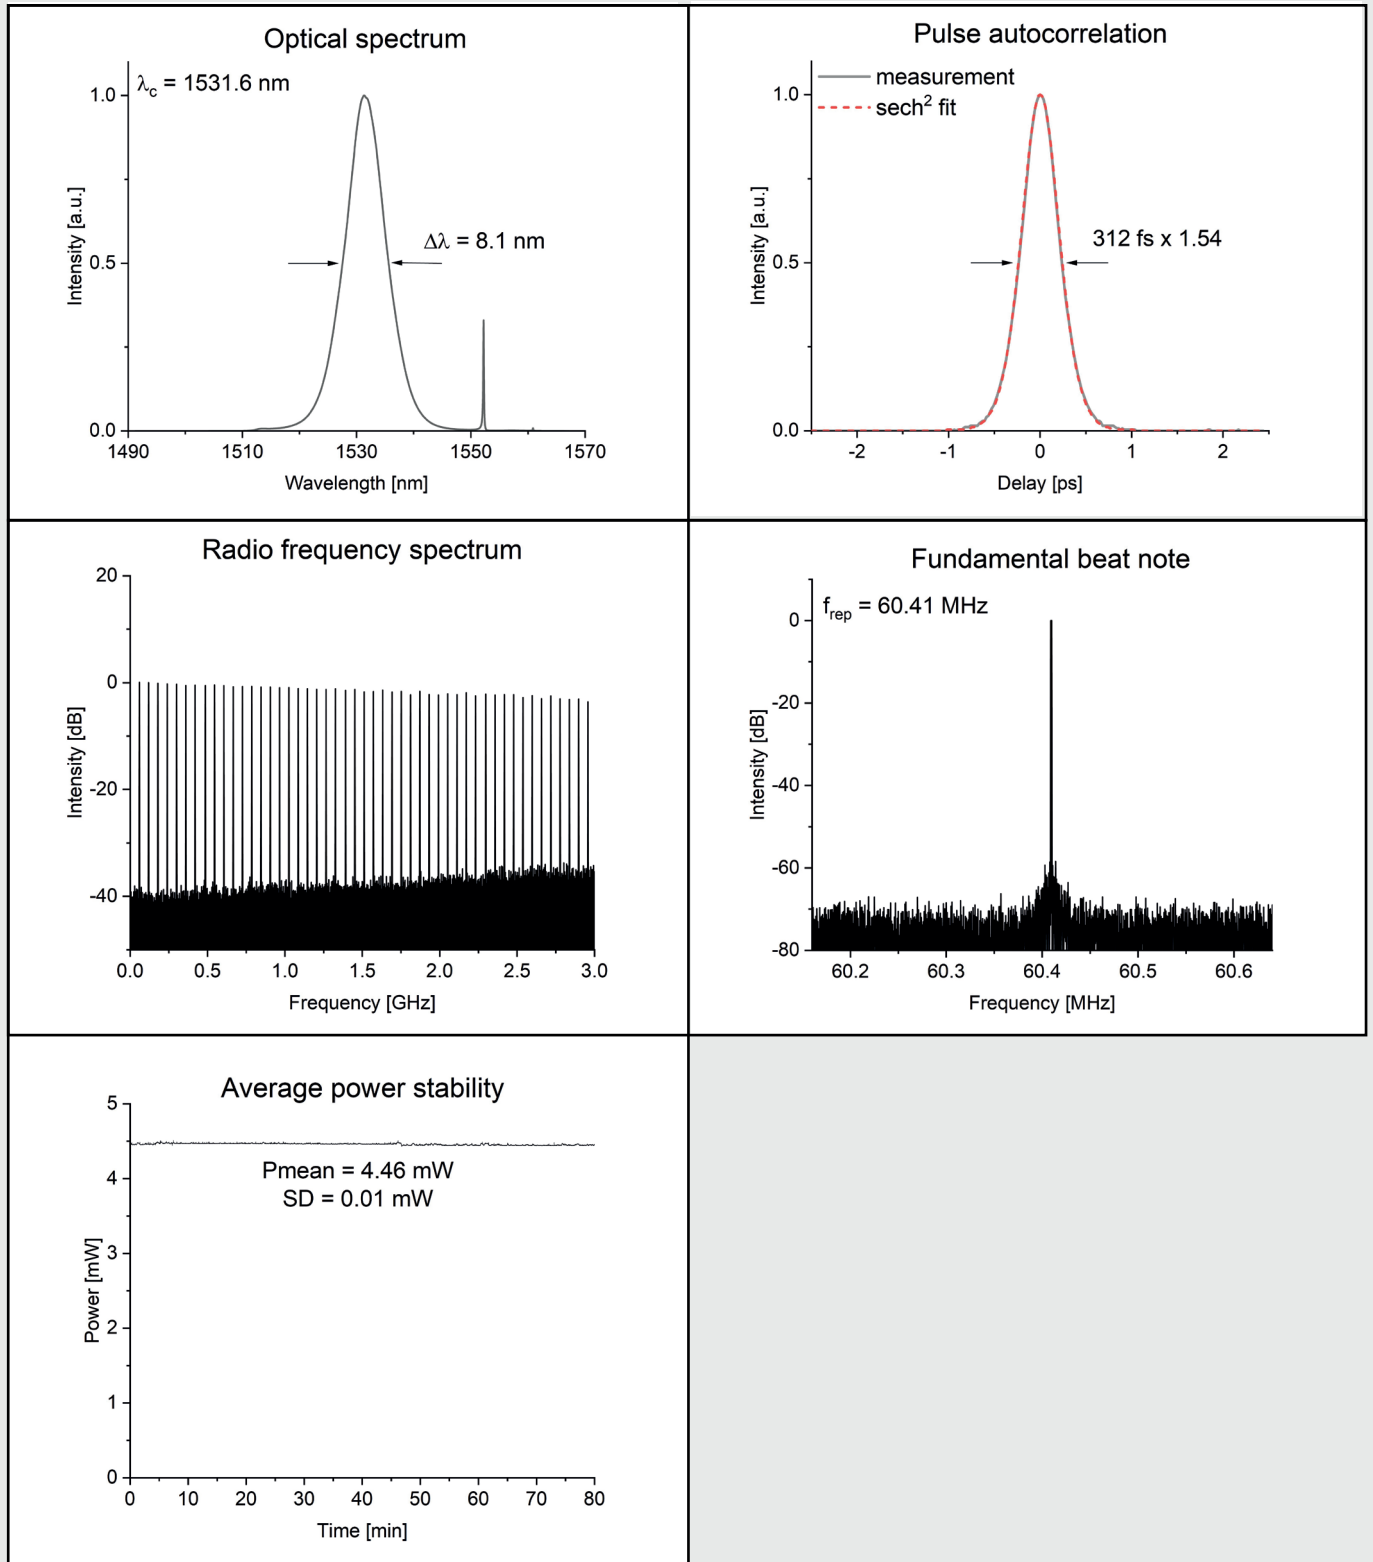 Optical spectrum
λc = 1531.6 nm
1.0
0.5
0.0
Δλ = 8.1 nm
Intensity [a.u.]
1490 1510 1530 1550 1570
Wavelength [nm]
Pulse autocorrelation
measurement
sech² fit
1.0
0.5
0.0
312 fs x 1.54
Intensity [a.u.]
-2 -1 0 1 2
Delay [ps]
Radio frequency spectrum
20
0
-20
-40
Intensity [dB]
0.0 0.5 1.0 1.5 2.0 2.5 3.0
Frequency [GHz]
Fundamental beat note
frep = 60.41 MHz
0
-20
-40
-60
-80
Intensity [dB]
60.2 60.3 60.4 60.5 60.6
Frequency [MHz]
Average power stability
5
4
3
2
1
0
Pmean = 4.46 mW
SD = 0.01 mW
Power [mW]
0 10 20 30 40 50 60 70 80
Time [min]